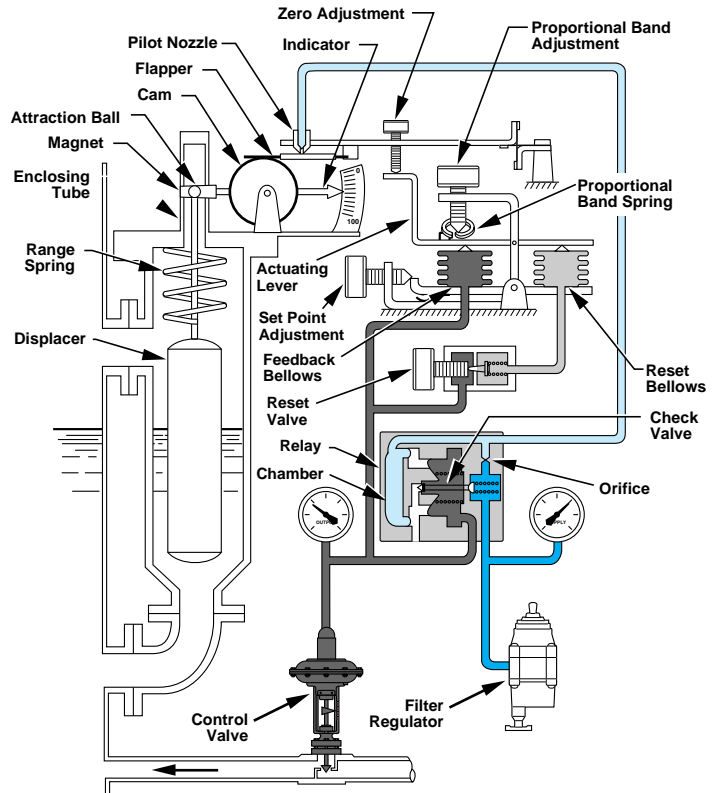 Zero Adjustment
Proportional Band
Adjustment
Pilot Nozzle
Indicator
Flapper
Cam
Attraction Ball
Magnet
Enclosing
Tube
0
100
Proportional
Band Spring
Range
Spring
Actuating
Lever
Set Point
Adjustment
Displacer
Feedback
Bellows
Reset
Bellows
Reset
Valve
Check
Valve
Relay
Chamber
Orifice
OUTPUT
SUPPLY
Control
Valve
Filter
Regulator